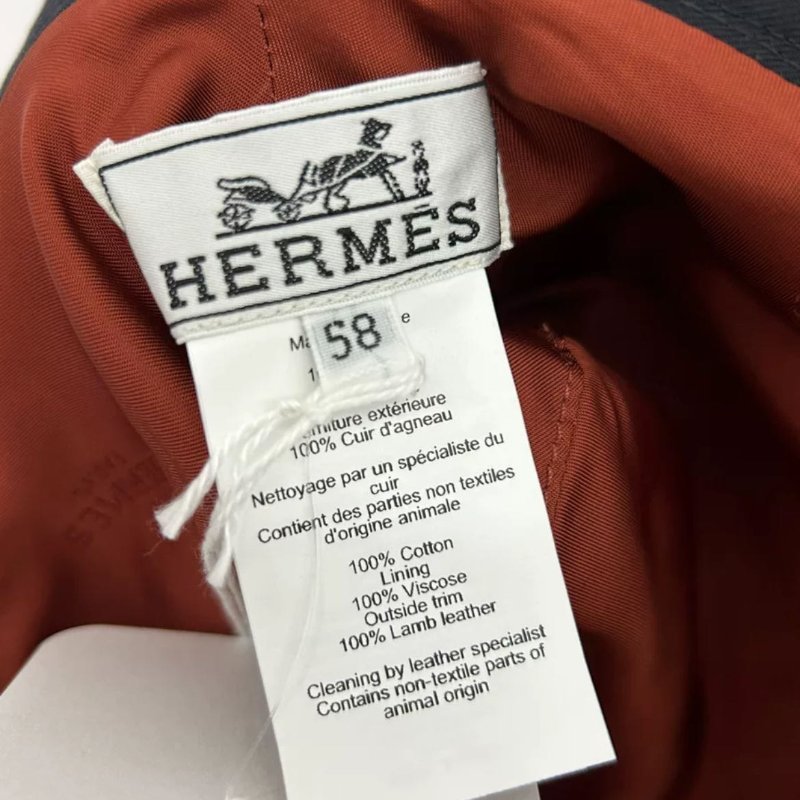 HERMÈS
58
100% Cuir d'agneau
extérieure
Nettoyage par un spécialiste du
cuir
Contient des parties non textiles
d'origine animale
100% Cotton
Lining
100% Viscose
Outside trim
100% Lamb leather
Cleaning by leather specialist
Contains non-textile parts of
animal origin